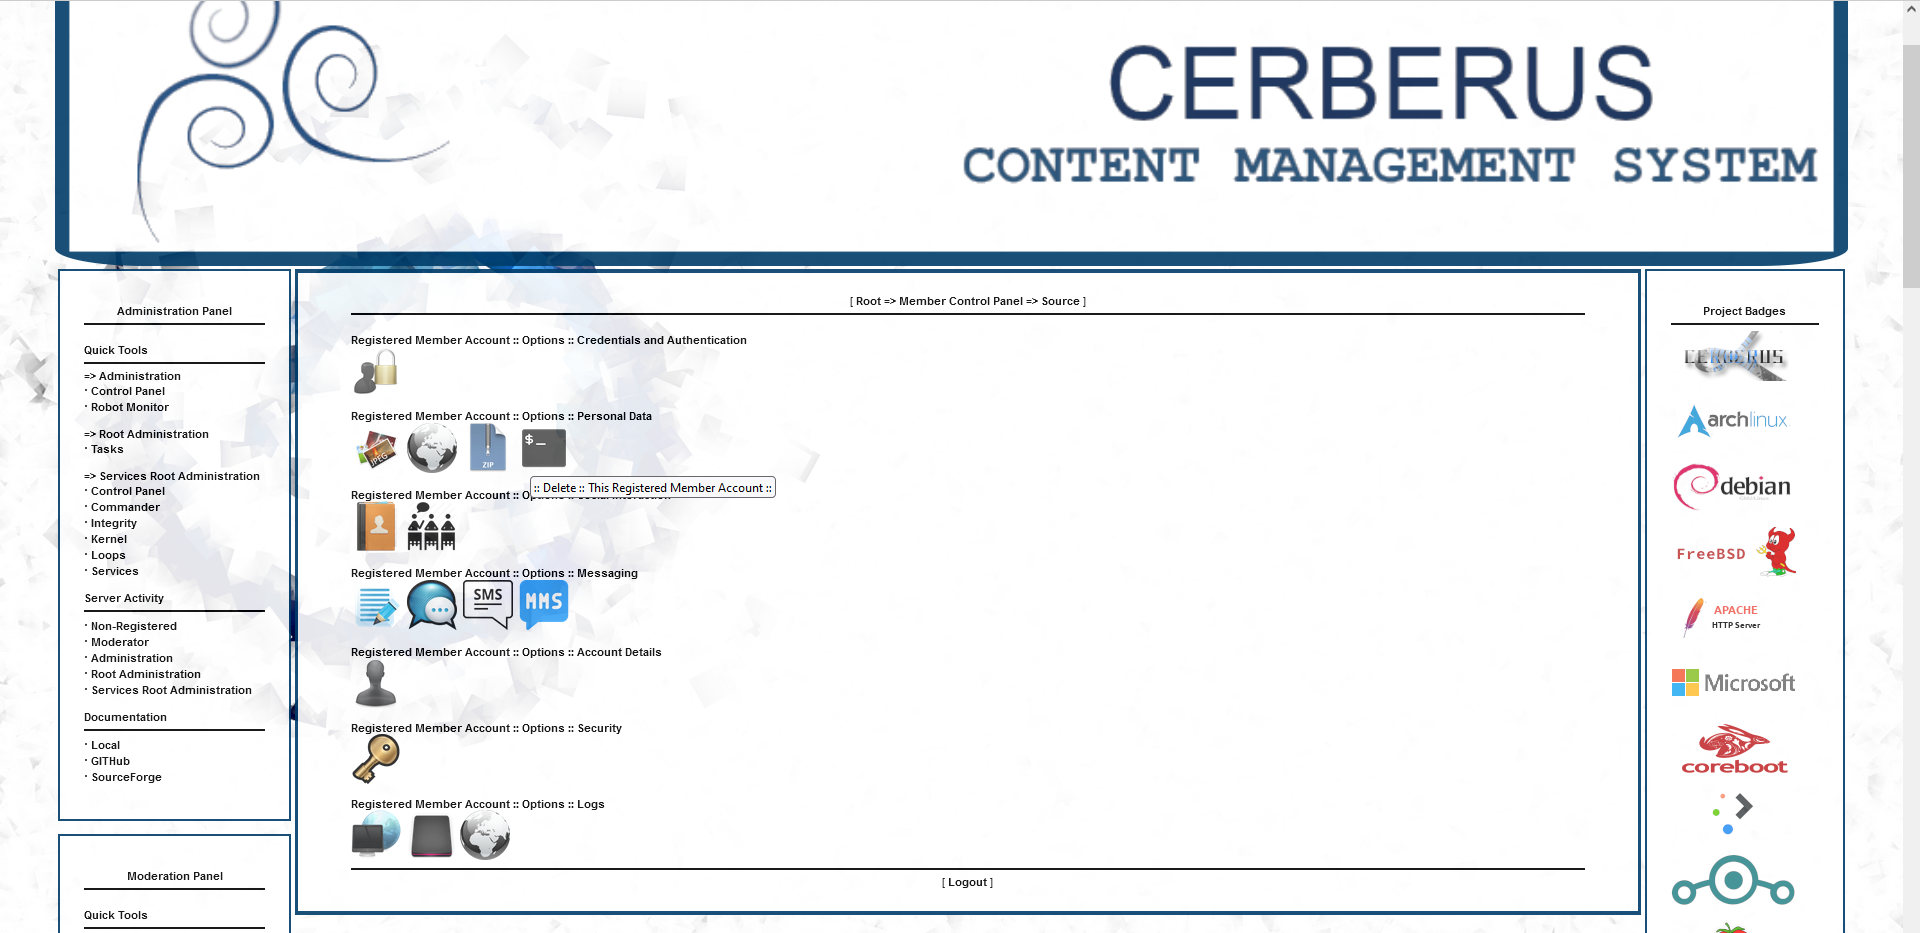 CERBERUS
CONTENT MANAGEMENT SYSTEM
Administration Panel
Quick Tools
=> Administration
· Control Panel
· Robot Monitor
=> Root Administration
· Tasks
=> Services Root Administration
· Control Panel
· Commander
· Integrity
· Kernel
· Loops
· Services
Server Activity
· Non-Registered
· Moderator
· Administration
· Root Administration
· Services Root Administration
Documentation
· Local
· GITHub
· SourceForge
Moderation Panel
Quick Tools
[ Root => Member Control Panel => Source ]
Registered Member Account :: Options :: Credentials and Authentication
Registered Member Account :: Options :: Personal Data
JPEG
ZIP
$_
:: Delete :: This Registered Member Account ::
Registered Member Account :: Options
Registered Member Account :: Options :: Messaging
SMS
MMS
Registered Member Account :: Options :: Account Details
Registered Member Account :: Options :: Security
Registered Member Account :: Options :: Logs
[ Logout ]
Project Badges
CERBERUS
archlinux
debian
FreeBSD
APACHE
HTTP Server
Microsoft
coreboot